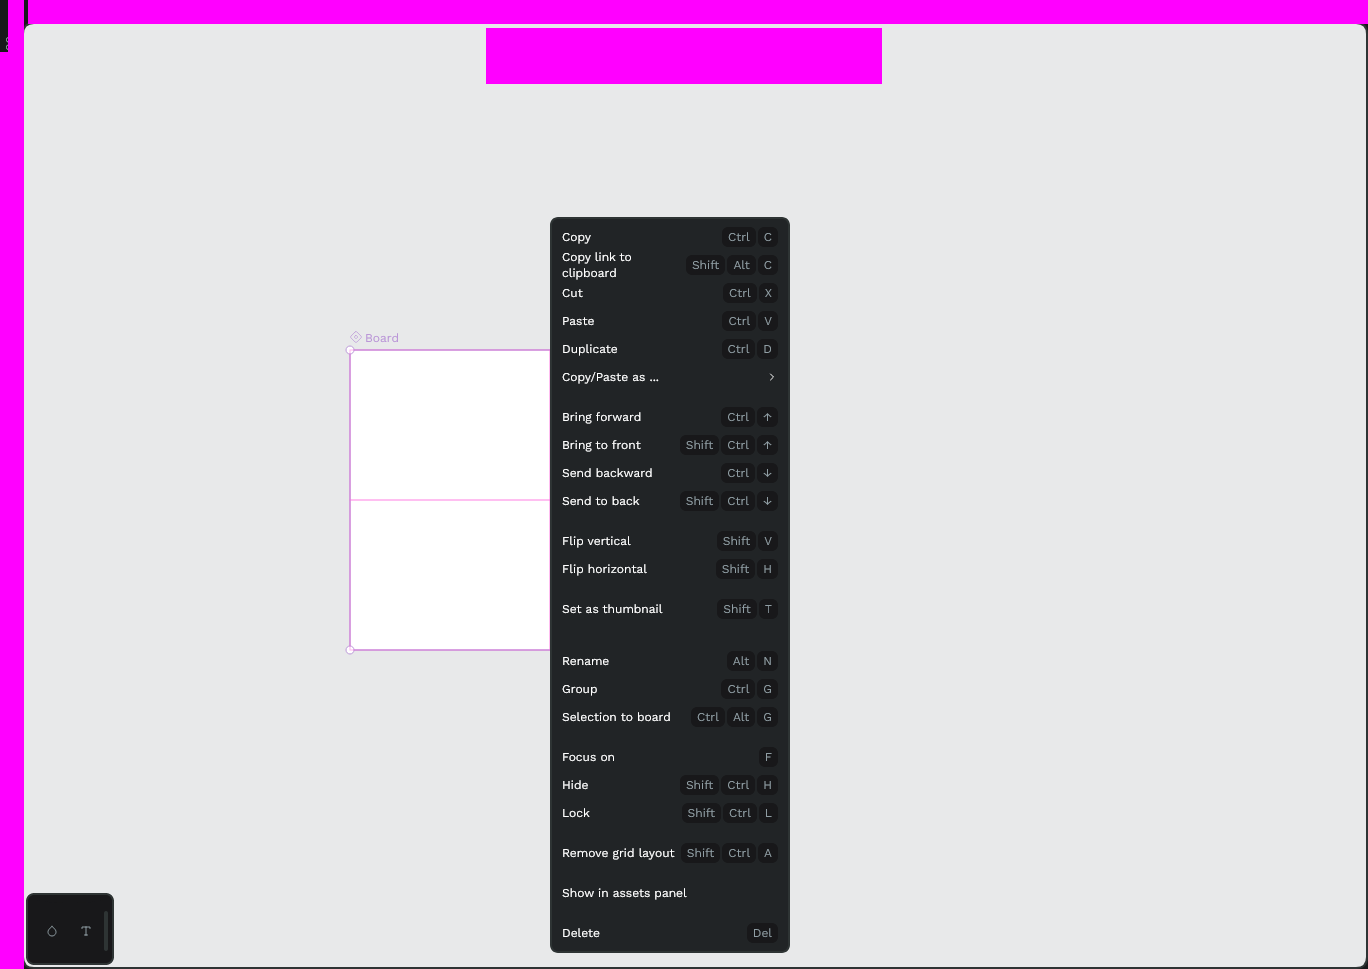 Board
Copy Ctrl C
Copy link to
clipboard Shift Alt C
Cut Ctrl X
Paste Ctrl V
Duplicate Ctrl D
Copy/Paste as ...
Bring forward Ctrl ↑
Bring to front Shift Ctrl ↑
Send backward Ctrl ↓
Send to back Shift Ctrl ↓
Flip vertical Shift V
Flip horizontal Shift H
Set as thumbnail Shift T
Rename Alt N
Group Ctrl G
Selection to board Ctrl Alt G
Focus on F
Hide Shift Ctrl H
Lock Shift Ctrl L
Remove grid layout Shift Ctrl A
Show in assets panel
Delete Del